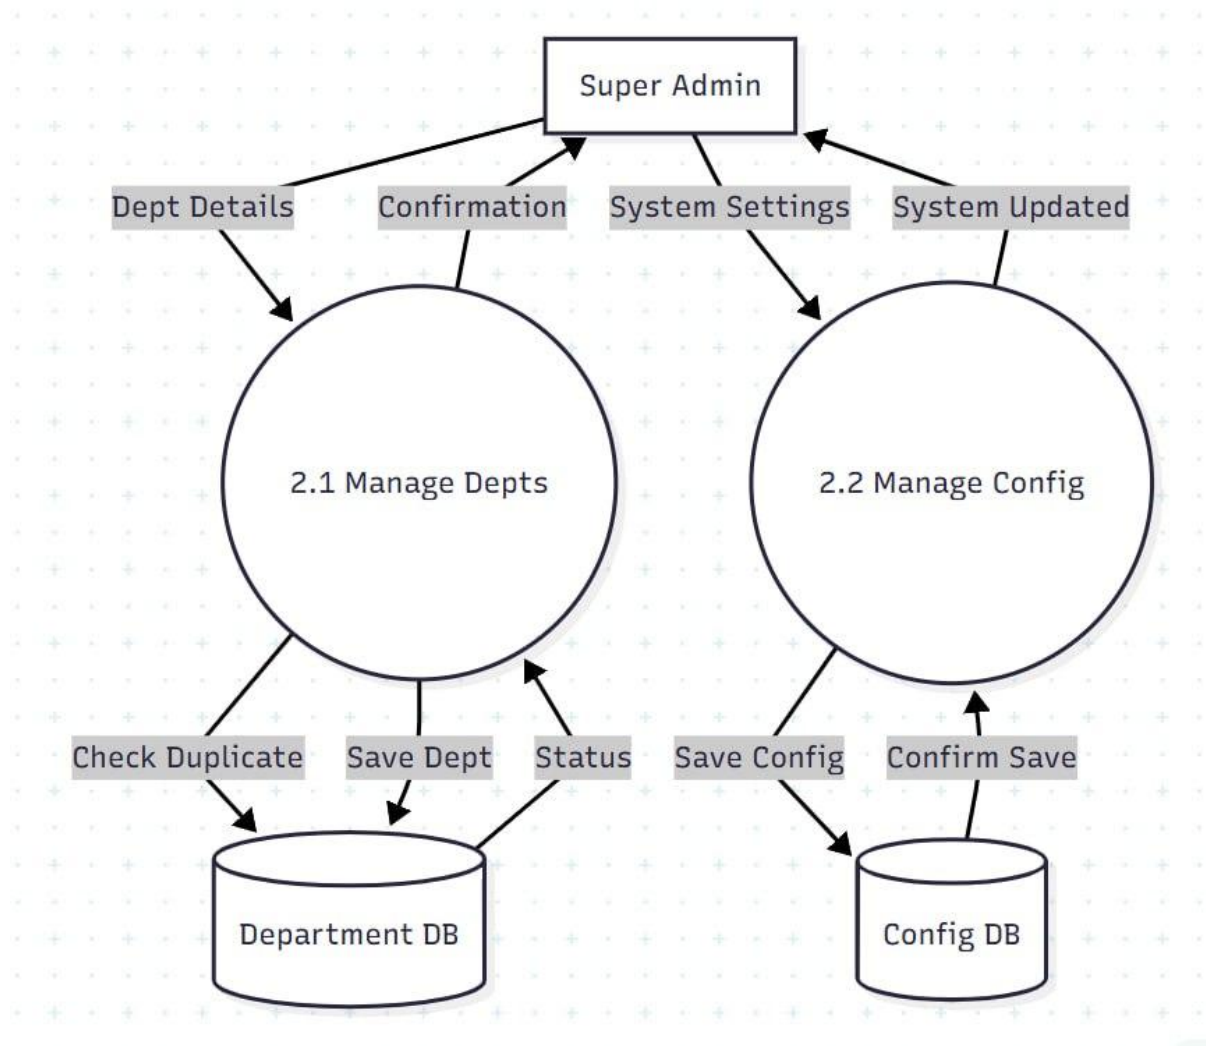 Super Admin
Dept Details
Confirmation
System Settings
System Updated
2.1 Manage Depts
2.2 Manage Config
Check Duplicate
Save Dept
Status
Save Config
Confirm Save
Department DB
Config DB